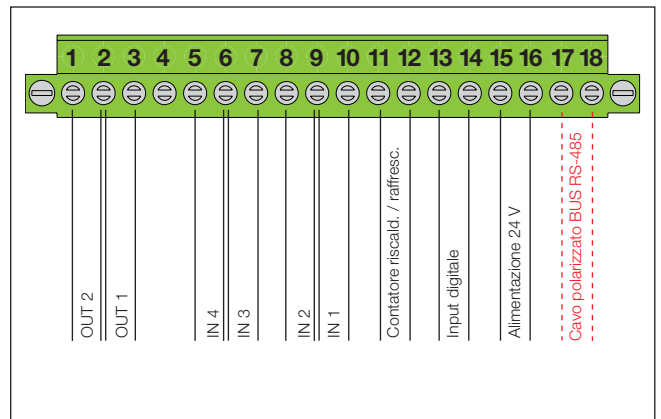 1 2 3 4 5 6 7 8 9 10 11 12 13 14 15 16 17 18
OUT 2
OUT 1
IN 4
IN 3
IN 2
IN 1
Contatore riscald. / raffresc.
Input digitale
Alimentazione 24 V
Cavo polarizzato BUS RS-485